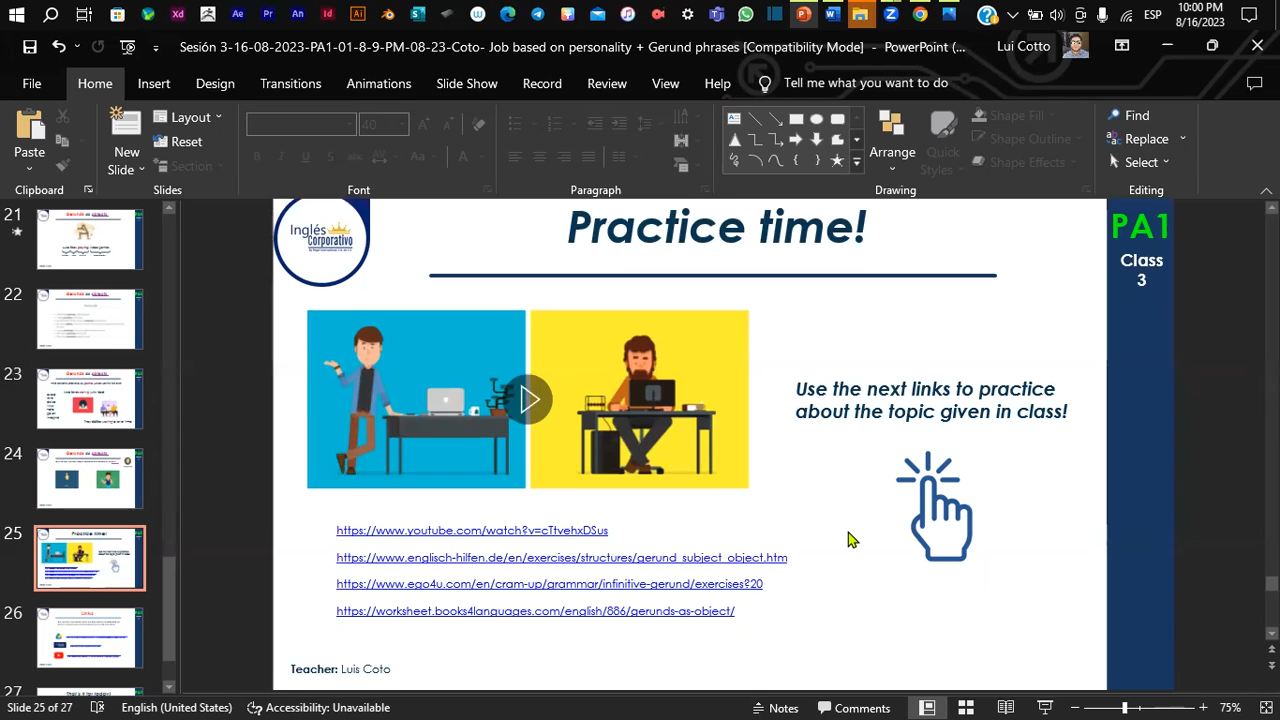 10:00 PM
ESP
8/16/2023
Sesión 3-16-08-2023-PA1-01-8-9-PM-08-23-Coto- Job based on personality + Gerund phrases [Compatibility Mode] - PowerPoint (...
Lui Cotto
File Home Insert Design Transitions Animations Slide Show Record Review View Help Tell me what you want to do
Paste
New
Slide
Layout
Reset
Section
40
Arrange
Quick
Styles
Shape Fill
Shape Outline
Shape Effects
Find
Replace
Select
Clipboard Slides Font Paragraph Drawing Editing
21
22
23
24
25
Practice time!
26
27
Inglés
Corporativo
Practice time!
PA1
Class
3
Use the next links to practice
about the topic given in class!
https://www.youtube.com/watch?v=cTtvehxDSus
https://www.englisch-hilfen.de/en/exercises/structures/gerund_subject_object.htm
https://www.ego4u.com/en/cram-up/grammar/infinitive-gerund/exercises?20
https://worksheet.books4languages.com/english/886/gerunds-as-object/
Teacher: Luis Coto
Slide 25 of 27 English (United States) Accessibility: Unavailable Notes Comments 75%